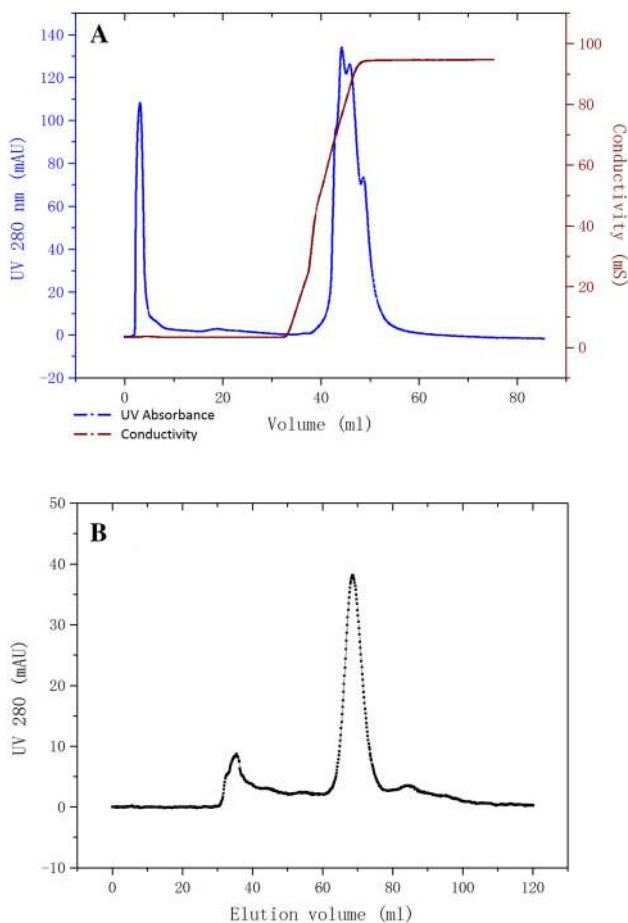 A
UV 280 nm (mAU)
140
120
100
80
60
40
20
0
-20
100
80
60
40
20
0
Conductivity (mS)
0 20 40 60 80
Volume (ml)
UV Absorbance
Conductivity
B
UV 280 (mAU)
50
40
30
20
10
0
-10
0 20 40 60 80 100 120
Elution volume (ml)